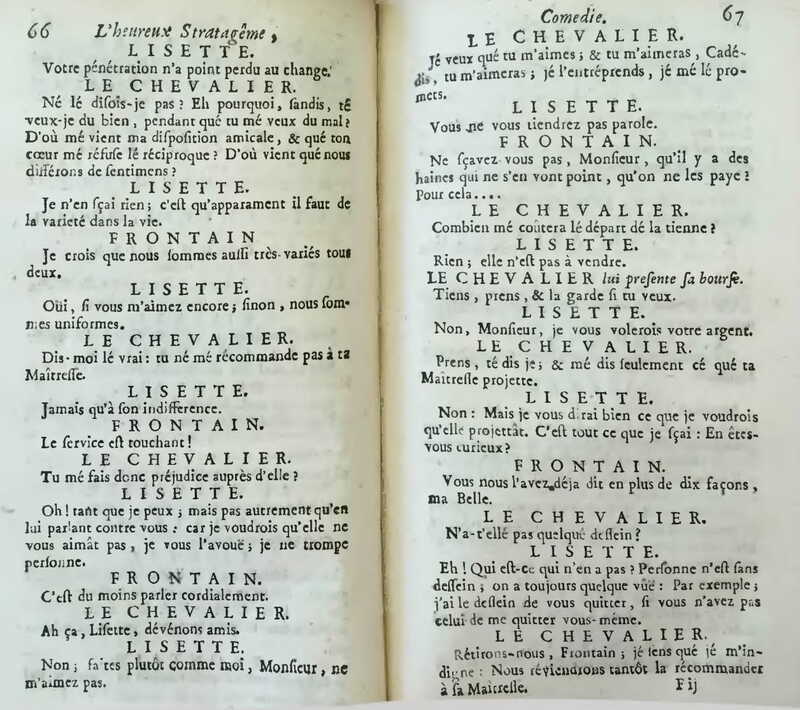 66 L'heureux Stratagême,
LISETTE.
Votre pénétration n'a point perdu au change.
LE CHEVALIER.
Né lé diſois-je pas ? Eh pourquoi, ſandis, té
veux-je du bien, pendant qué tu mé veux du mal ?
D'où mé vient ma diſpoſition amicale, & qué ton
cœur mé réfuſe lé réciproque ? D'où vient qué nous
différons de ſentimens ?
LISETTE.
Je n'en ſçai rien ; c'eſt qu'apparament il faut de
la varieté dans la vie.
FRONTAIN
Je crois que nous ſommes auſſi très-variés tous
deux.
LISETTE.
Oüi, ſi vous m'aimez encore ; ſinon, nous ſom-
mes uniformes.
LE CHEVALIER.
Dis-moi lé vrai : tu né mé récommande pas à ta
Maîtreſſe.
LISETTE.
Jamais qu'à ſon indifference.
FRONTAIN.
Le ſervice eſt touchant !
LE CHEVALIER.
Tu mé fais donc préjudice auprès d'elle ?
LISETTE.
Oh ! tant que je peux ; mais pas autrement qu'en
lui parlant contre vous : car je voudrois qu'elle ne
vous aimât pas, je vous l'avouë ; je ne trompe
perſonne.
FRONTAIN.
C'eſt du moins parler cordialement.
LE CHEVALIER.
Ah ça, Liſette, dévénons amis.
LISETTE.
Non ; faites plutôt comme moi, Monſieur, ne
m'aimez pas.
Comedie. 67
LE CHEVALIER.
Jé veux qué tu m'aimes ; & tu m'aimeras, Cadé-
dis, tu m'aimeras ; jé l'entréprends, jé mé lé pro-
mets.
LISETTE.
Vous ne vous tiendrez pas parole.
FRONTAIN.
Ne ſçavez-vous pas, Monſieur, qu'il y a des
haines qui ne s'en vont point, qu'on ne les paye ?
Pour cela....
LE CHEVALIER.
Combien mé coûtera lé départ dé la tienne ?
LISETTE.
Rien ; elle n'eſt pas à vendre.
LE CHEVALIER lui preſente ſa bourſe.
Tiens, prens, & la garde ſi tu veux.
LISETTE.
Non, Monſieur, je vous volerois votre argent.
LE CHEVALIER.
Prens, té dis je ; & mé dis ſeulement cé qué ta
Maîtreſſe projette.
LISETTE.
Non : Mais je vous dirai bien ce que je voudrois
qu'elle projettât. C'eſt tout ce que je ſçai : En êtes-
vous curieux ?
FRONTAIN.
Vous nous l'avez déja dit en plus de dix façons,
ma Belle.
LE CHEVALIER.
N'a-t'ellé pas quelqué deſſein ?
LISETTE.
Eh ! Qui eſt-ce qui n'en a pas ? Perſonne n'eſt ſans
deſſein ; on a toujours quelque vûë : Par exemple ;
j'ai le deſſein de vous quitter, ſi vous n'avez pas
celui de me quitter vous-même.
LE CHEVALIER.
Rétirons-nous, Frontain ; jé ſens qué jé m'in-
digne : Nous réviendrons tantôt la récommander
à ſa Maitreſſe. F ij